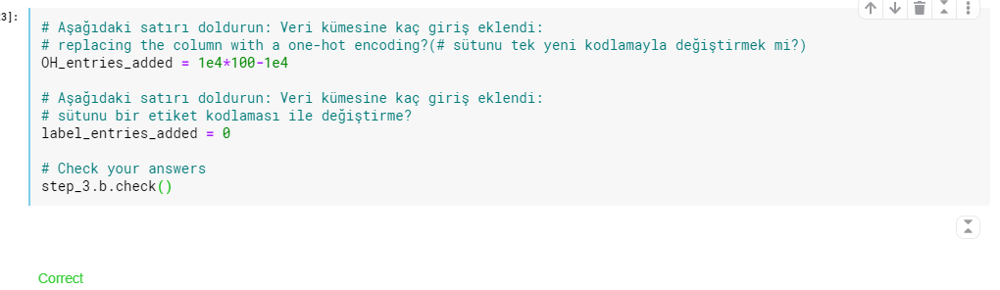 3]:
# Aşağıdaki satırı doldurun: Veri kümesine kaç giriş eklendi:
# replacing the column with a one-hot encoding?(# sütunu tek yeni kodlamayla değiştirmek mi?)
OH_entries_added = 1e4*100-1e4
# Aşağıdaki satırı doldurun: Veri kümesine kaç giriş eklendi:
# sütunu bir etiket kodlaması ile değiştirme?
label_entries_added = 0
# Check your answers
step_3.b.check()
Correct